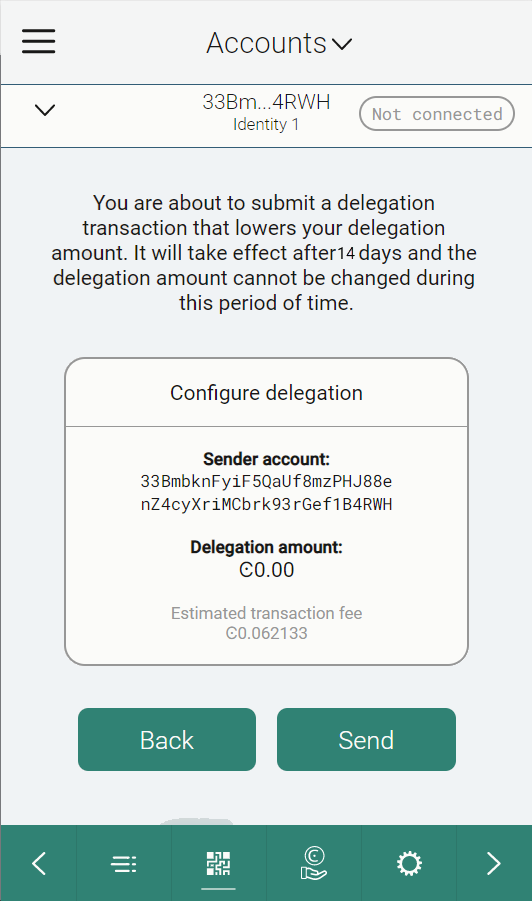 Accounts
33Bm...4RWH
Identity 1
Not connected
You are about to submit a delegation
transaction that lowers your delegation
amount. It will take effect after14 days and the
delegation amount cannot be changed during
this period of time.
Configure delegation
Sender account:
33BmbknFyiF5QaUf8mzPHJ88e
nZ4cyXriMCbrk93rGef1B4RWH
Delegation amount:
Ͼ0.00
Estimated transaction fee
Ͼ0.062133
Back
Send